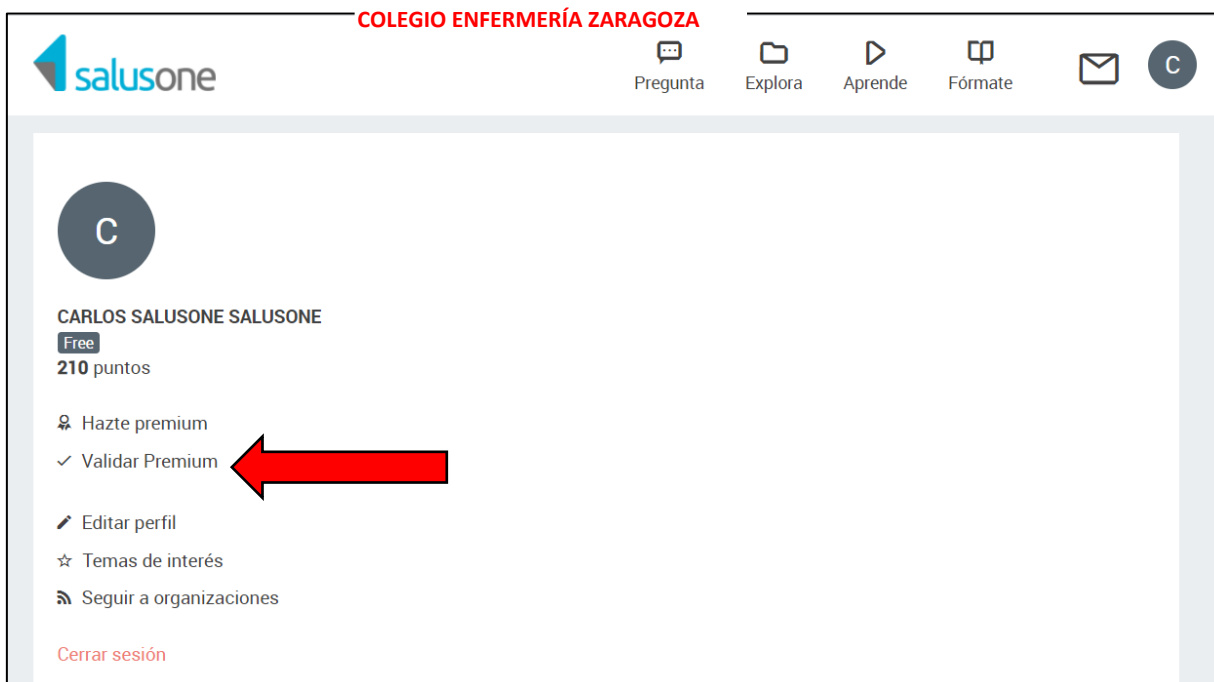 COLEGIO ENFERMERÍA ZARAGOZA
salusone
Pregunta
Explora
Aprende
Fórmate
C
C
CARLOS SALUSONE SALUSONE
Free
210 puntos
Hazte premium
Validar Premium
Editar perfil
Temas de interés
Seguir a organizaciones
Cerrar sesión